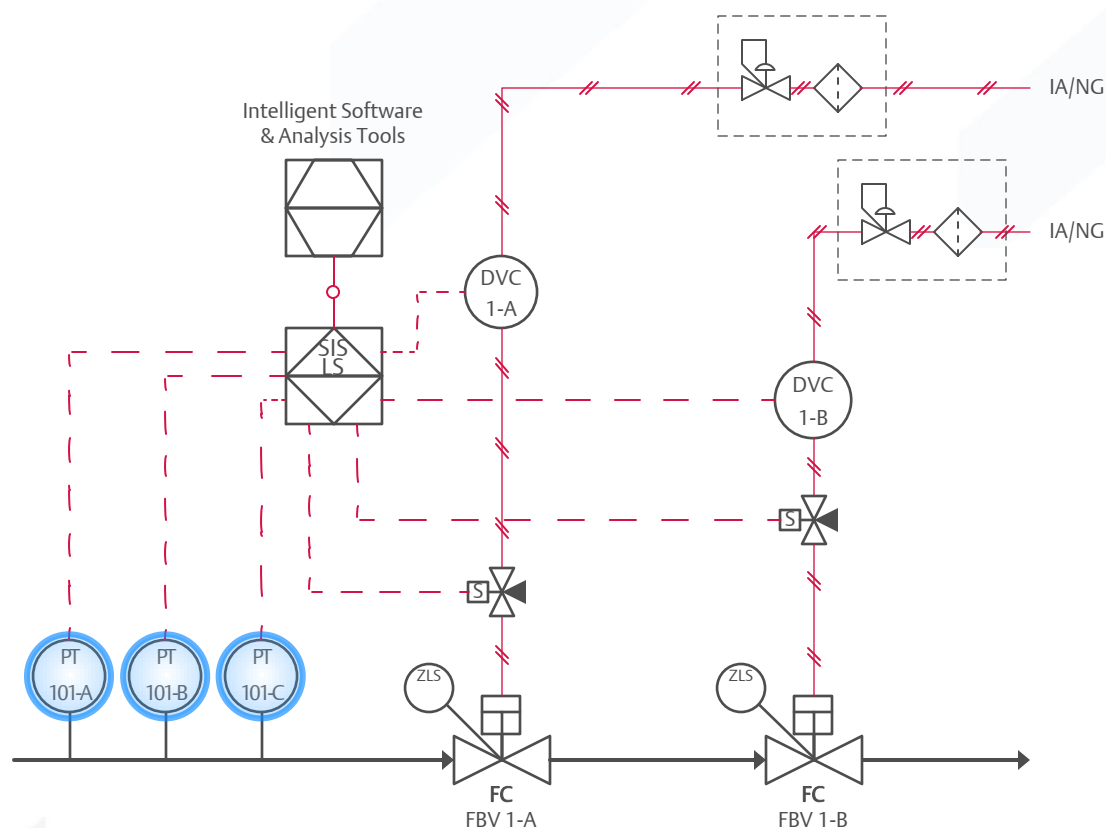 IA/NG
Intelligent Software
& Analysis Tools
IA/NG
DVC
1-A
SIS
LS
DVC
1-B
S
S
PT
101-A
PT
101-B
PT
101-C
ZLS
ZLS
FC
FBV 1-A
FC
FBV 1-B